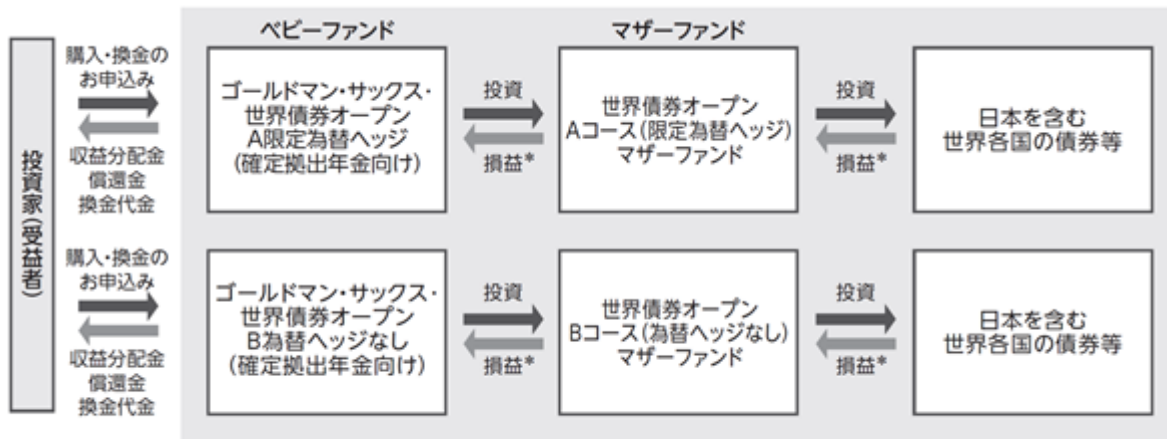 ベビーファンド
マザーファンド
投資家(受益者)
購入・換金の
お申込み
収益分配金
償還金
換金代金
ゴールドマン・サックス・
世界債券オープン
A限定為替ヘッジ
(確定拠出年金向け)
投資
損益*
世界債券オープン
Aコース(限定為替ヘッジ)
マザーファンド
投資
損益*
日本を含む
世界各国の債券等
購入・換金の
お申込み
収益分配金
償還金
換金代金
ゴールドマン・サックス・
世界債券オープン
B為替ヘッジなし
(確定拠出年金向け)
投資
損益*
世界債券オープン
Bコース(為替ヘッジなし)
マザーファンド
投資
損益*
日本を含む
世界各国の債券等